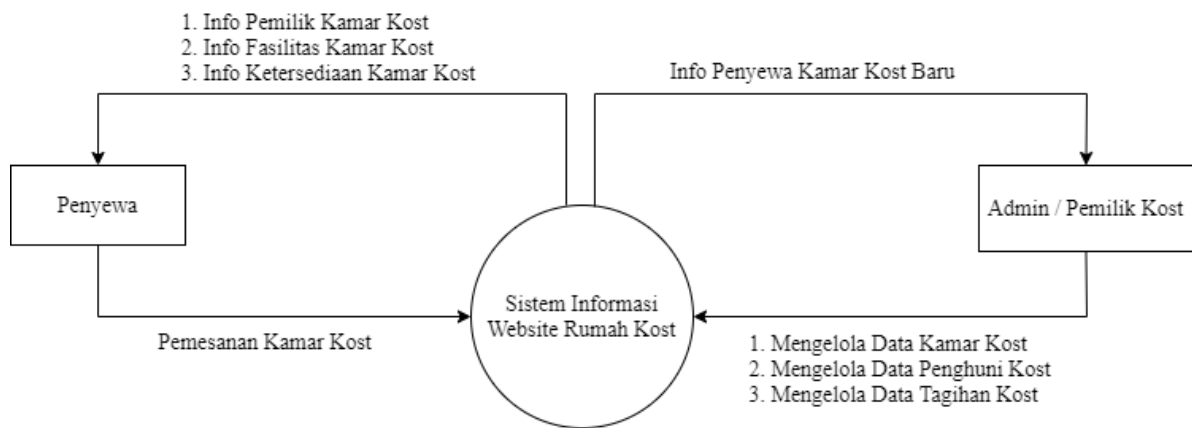 1. Info Pemilik Kamar Kost
2. Info Fasilitas Kamar Kost
3. Info Ketersediaan Kamar Kost
Info Penyewa Kamar Kost Baru
Penyewa
Admin / Pemilik Kost
Sistem Informasi
Website Rumah Kost
Pemesanan Kamar Kost
1. Mengelola Data Kamar Kost
2. Mengelola Data Penghuni Kost
3. Mengelola Data Tagihan Kost